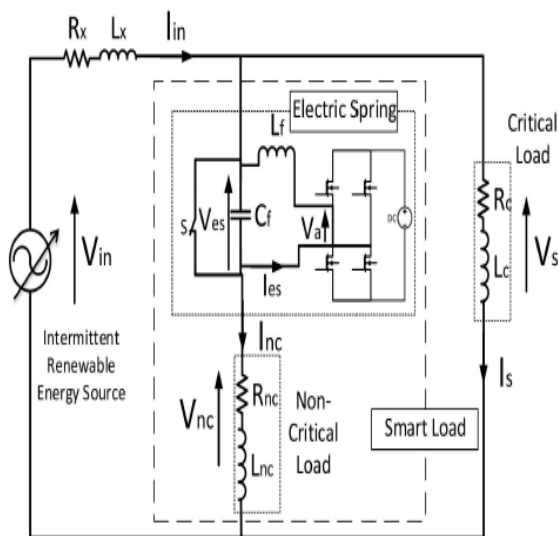 Rx Lx Iin
Electric Spring
Lf
Critical
Load
S
Ves
Cf
Va
DC
Rc
Lc
Vs
Vin
Ies
Intermittent
Renewable
Energy Source
Inc
Is
Vnc
Rnc
Lnc
Non-
Critical
Load
Smart Load